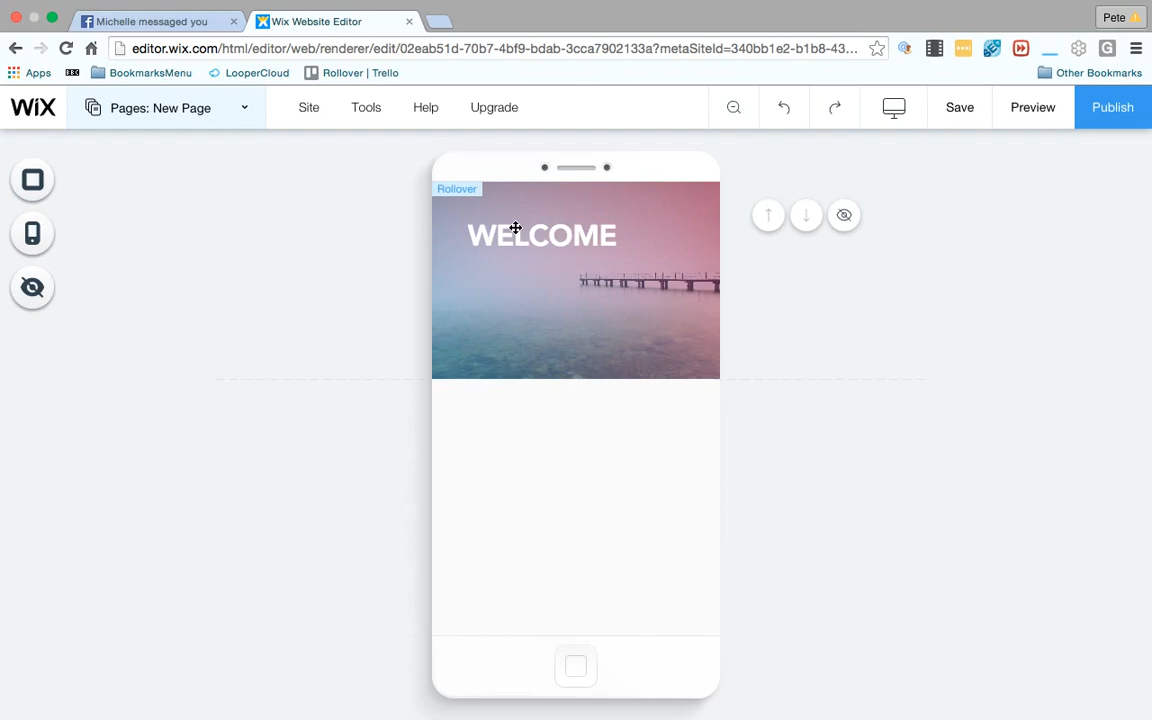 Michelle messaged you
Wix Website Editor
Pete
editor.wix.com/html/editor/web/renderer/edit/02eab51d-70b7-4bf9-bdab-3cca7902133a?metaSiteId=340bb1e2-b1b8-43...
Apps
BBC
BookmarksMenu
LooperCloud
Rollover | Trello
Other Bookmarks
WiX
Pages: New Page
Site
Tools
Help
Upgrade
Save
Preview
Publish
Rollover
WELCOME